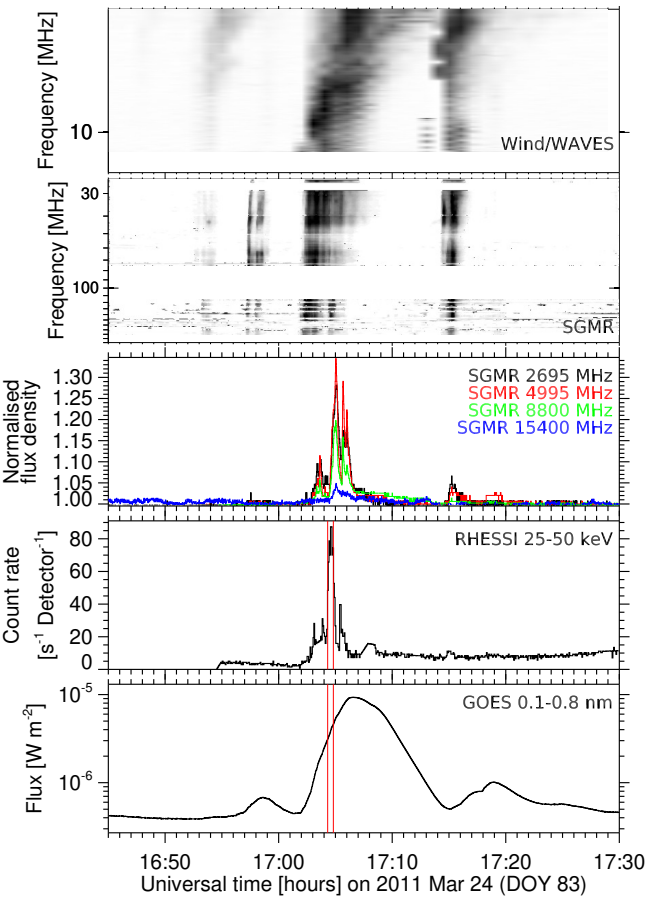 Frequency [MHz]
10
Wind/WAVES
Frequency [MHz]
30
100
SGMR
Normalised
flux density
1.30
1.25
1.20
1.15
1.10
1.05
1.00
SGMR 2695 MHz
SGMR 4995 MHz
SGMR 8800 MHz
SGMR 15400 MHz
Count rate
[s⁻¹ Detector⁻¹]
80
60
40
20
0
RHESSI 25-50 keV
Flux [W m⁻²]
10⁻⁵
10⁻⁶
GOES 0.1-0.8 nm
16:50 17:00 17:10 17:20 17:30
Universal time [hours] on 2011 Mar 24 (DOY 83)